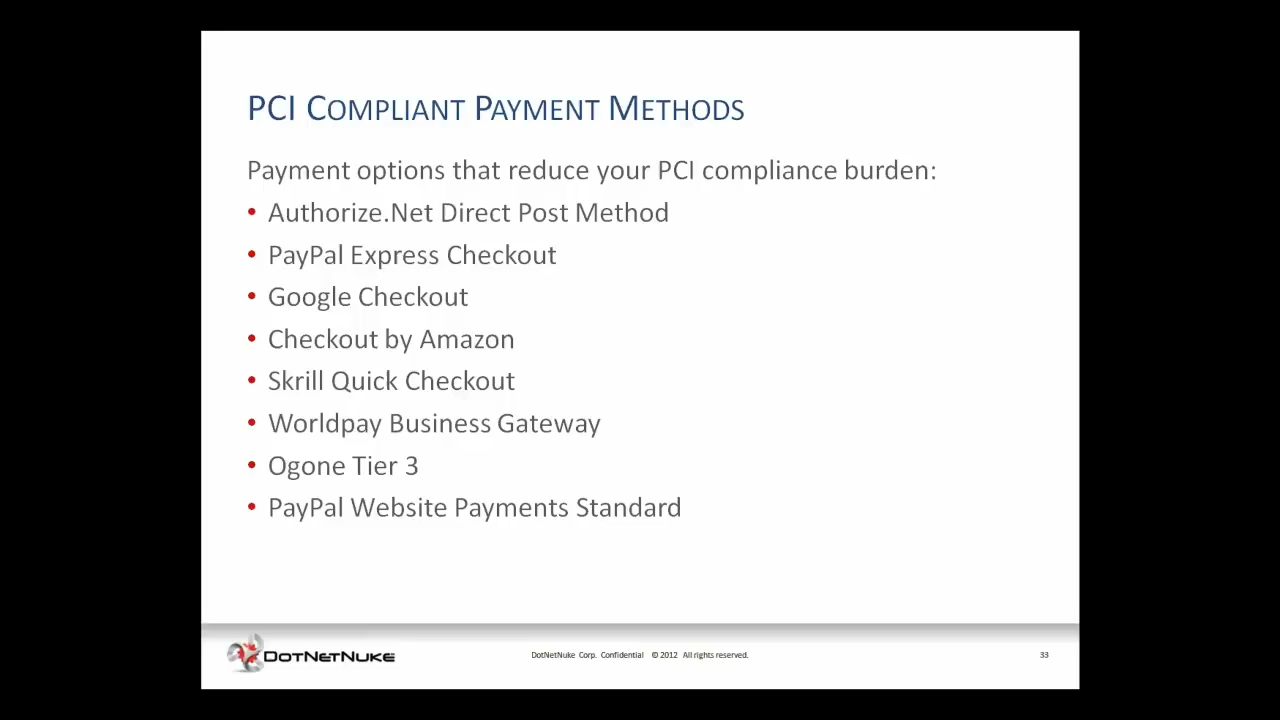 PCI COMPLIANT PAYMENT METHODS
Payment options that reduce your PCI compliance burden:
• Authorize.Net Direct Post Method
• PayPal Express Checkout
• Google Checkout
• Checkout by Amazon
• Skrill Quick Checkout
• Worldpay Business Gateway
• Ogone Tier 3
• PayPal Website Payments Standard
DOTNETNUKE
DotNetNuke Corp. Confidential © 2012 All rights reserved.
33